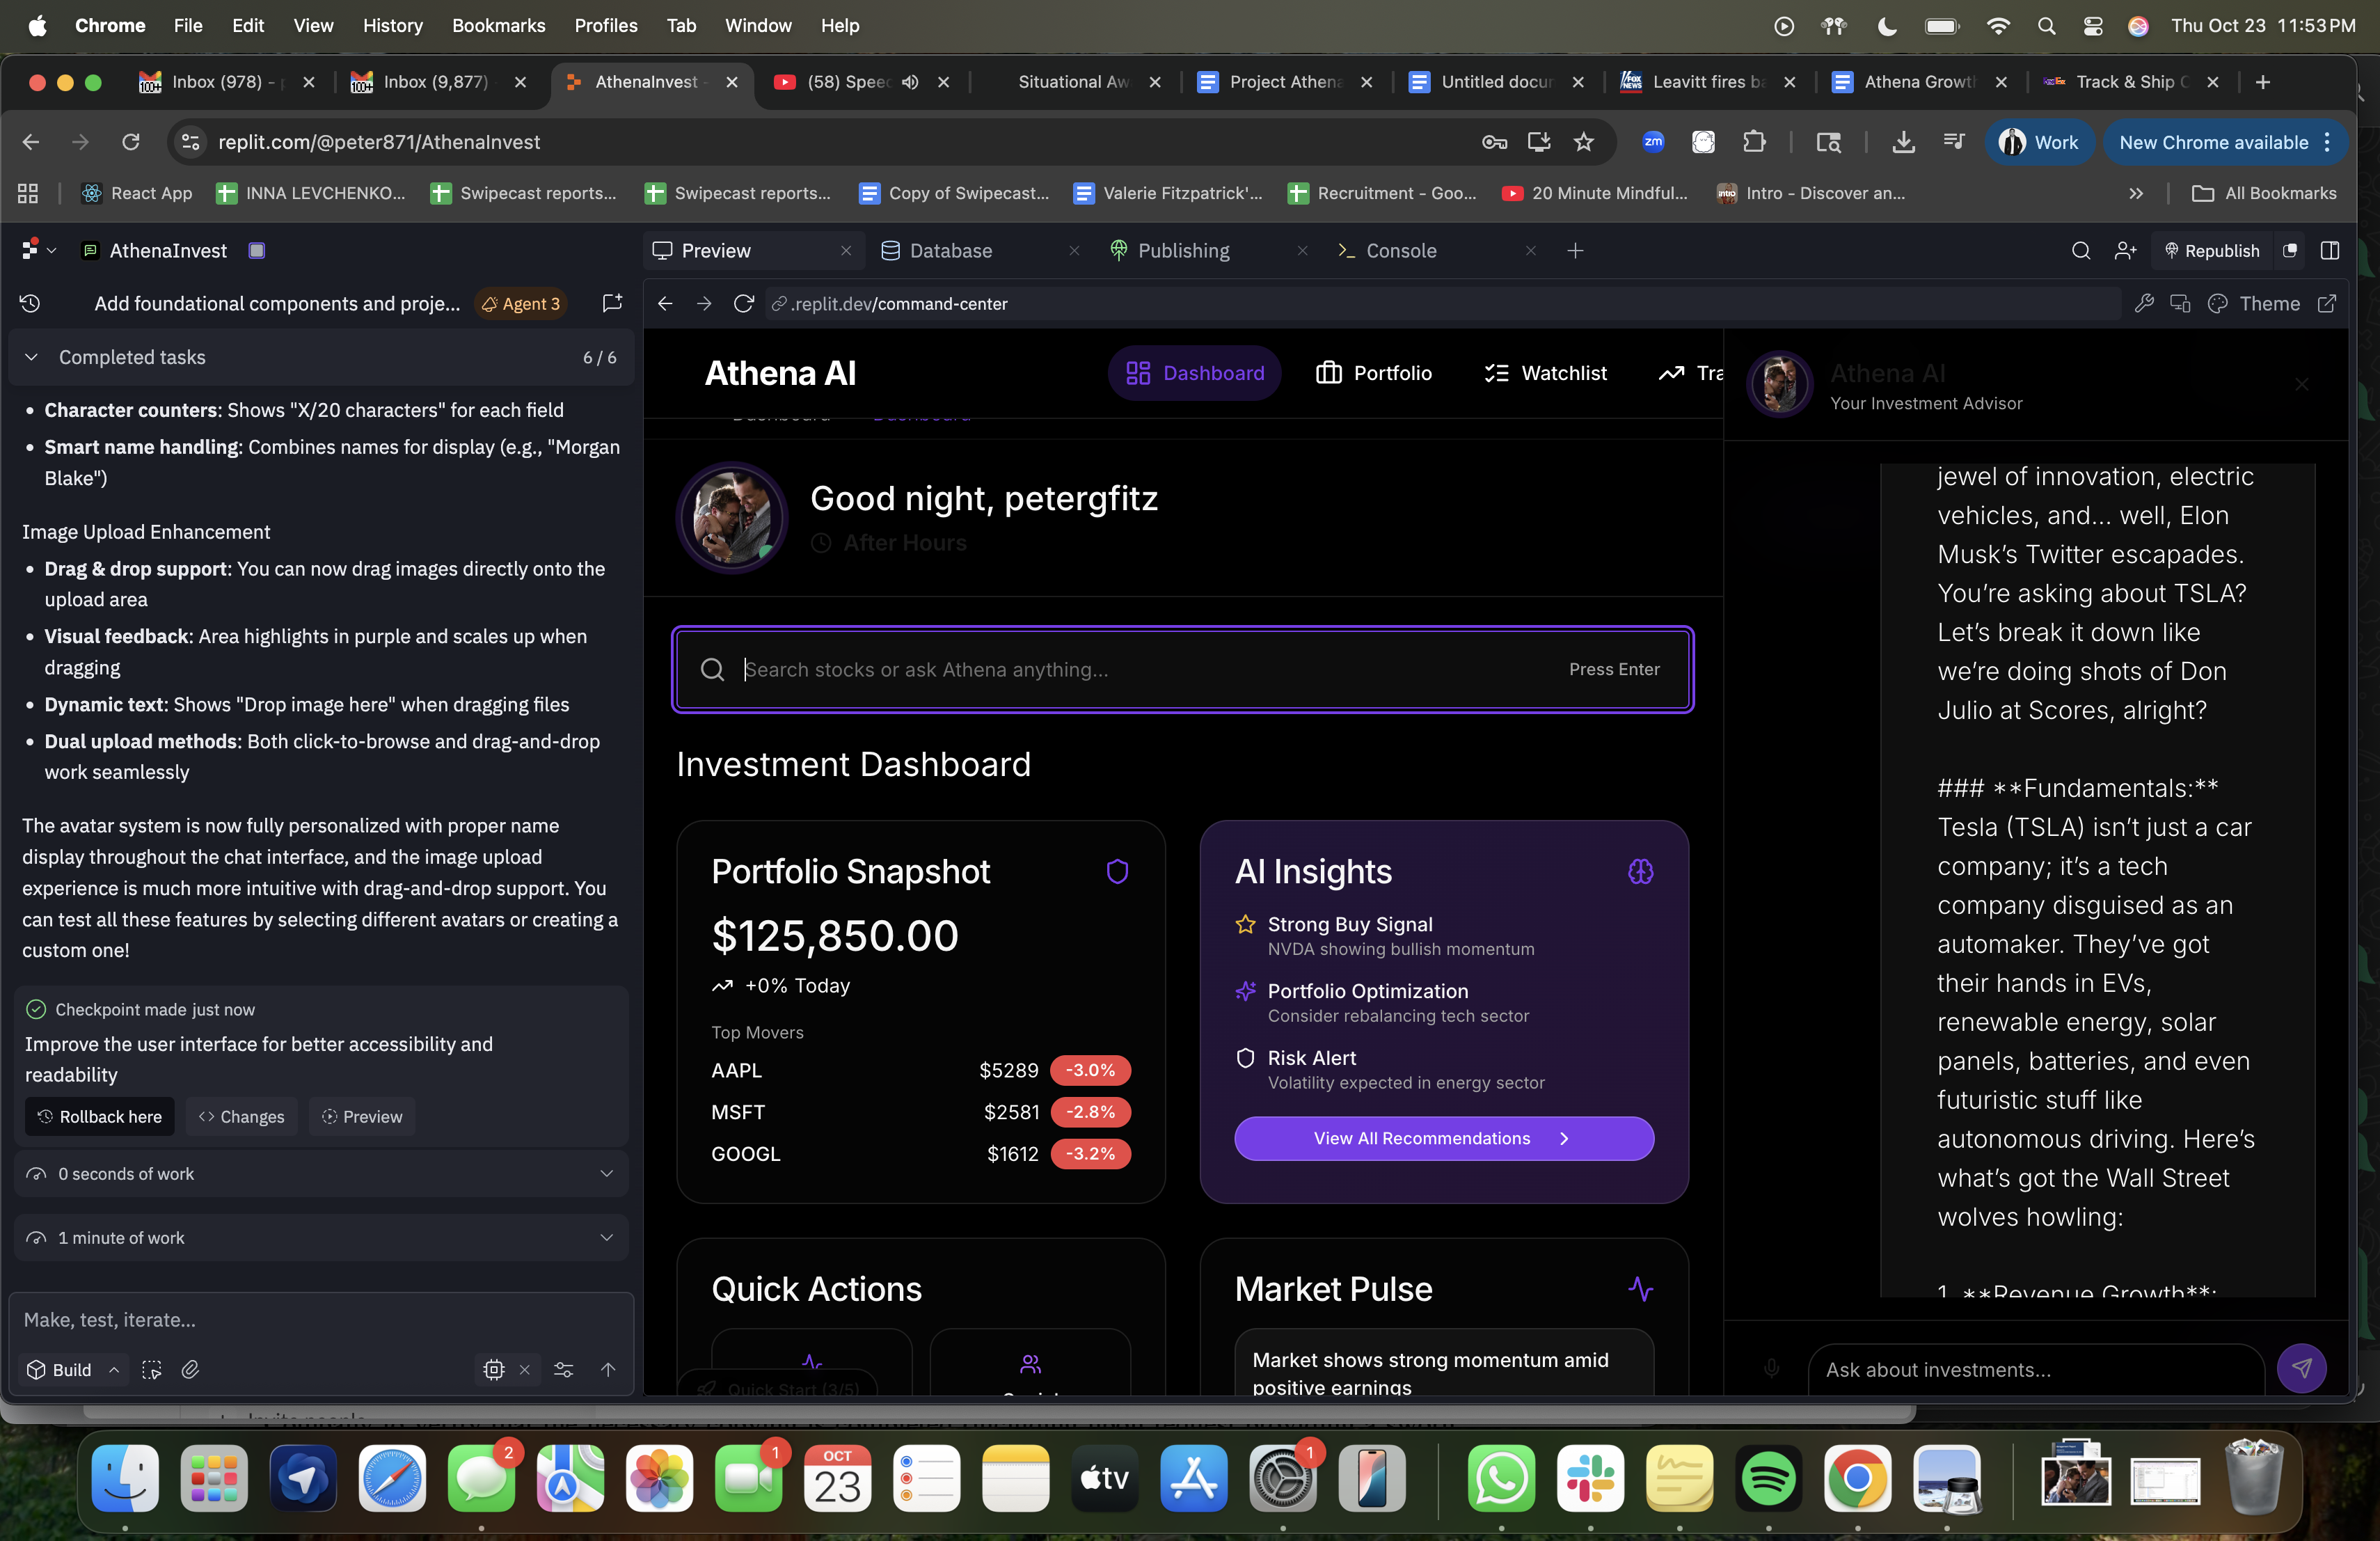 Chrome File Edit View History Bookmarks Profiles Tab Window Help Thu Oct 23 11:53 PM
Inbox (978) - Inbox (9,877) AthenaInvest - (58) Speec Situational Aw Project Athena Untitled docum Leavitt fires ba Athena Growth Track & Ship
replit.com/@peter871/AthenaInvest zm Work New Chrome available
React App INNA LEVCHENKO... Swipecast reports... Swipecast reports... Copy of Swipecast... Valerie Fitzpatrick'... Recruitment - Goo... 20 Minute Mindful... Intro - Discover an... All Bookmarks
AthenaInvest
Preview Database Publishing Console Republish
Add foundational components and proje... Agent 3
.replit.dev/command-center Theme
Completed tasks 6 / 6
• Character counters: Shows "X/20 characters" for each field
• Smart name handling: Combines names for display (e.g., "Morgan
Blake")
Image Upload Enhancement
• Drag & drop support: You can now drag images directly onto the
upload area
• Visual feedback: Area highlights in purple and scales up when
dragging
• Dynamic text: Shows "Drop image here" when dragging files
• Dual upload methods: Both click-to-browse and drag-and-drop
work seamlessly
The avatar system is now fully personalized with proper name
display throughout the chat interface, and the image upload
experience is much more intuitive with drag-and-drop support. You
can test all these features by selecting different avatars or creating a
custom one!
Checkpoint made just now
Improve the user interface for better accessibility and
readability
Rollback here Changes Preview
0 seconds of work
1 minute of work
Make, test, iterate...
Build
Athena AI
Dashboard Portfolio Watchlist Tra
Dashboard Dashboard
Good night, petergfitz
After Hours
Search stocks or ask Athena anything... Press Enter
Investment Dashboard
Portfolio Snapshot
$125,850.00
+0% Today
Top Movers
AAPL $5289 -3.0%
MSFT $2581 -2.8%
GOOGL $1612 -3.2%
AI Insights
Strong Buy Signal
NVDA showing bullish momentum
Portfolio Optimization
Consider rebalancing tech sector
Risk Alert
Volatility expected in energy sector
View All Recommendations
Quick Actions
Quick Start (3/5)
Market Pulse
Market shows strong momentum amid
positive earnings
Athena AI
Your Investment Advisor
jewel of innovation, electric
vehicles, and... well, Elon
Musk’s Twitter escapades.
You’re asking about TSLA?
Let’s break it down like
we’re doing shots of Don
Julio at Scores, alright?
### **Fundamentals:**
Tesla (TSLA) isn’t just a car
company; it’s a tech
company disguised as an
automaker. They’ve got
their hands in EVs,
renewable energy, solar
panels, batteries, and even
futuristic stuff like
autonomous driving. Here’s
what’s got the Wall Street
wolves howling:
1. **Revenue Growth**:
Ask about investments...
Invite people
2 1 OCT 23 tv 1